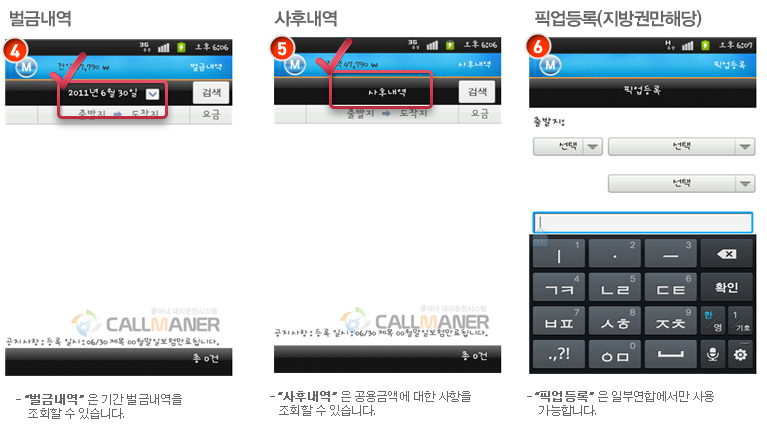 벌금내역
4
3G 오후 6:06
M
7,790 ₩
벌금내역
2011년 6월 30일
검색
출발지 ➡ 도착지
요금
콜마너 대리운전시스템
CALLMANER
공지사항 : 등록 일시 : 06/30 제목 00월말일보험만료됩니다.
총 0건
- "벌금내역" 은 기간 벌금내역을
조회할 수 있습니다.
사후내역
5
3G 오후 6:06
M
47,790 ₩
사후내역
사후내역
검색
출발지 ➡ 도착지
요금
콜마너 대리운전시스템
CALLMANER
공지사항 : 등록 일시 : 06/30 제목 00월말일보험만료됩니다.
총 0건
- "사후내역" 은 공용금액에 대한 사항을
조회할 수 있습니다.
픽업등록(지방권만해당)
6
H 오후 6:07
M
픽업등록
픽업등록
출발지:
선택
선택
선택
ㅣ 1
· 2
ㅡ 3
ㄱㅋ 4
ㄴㄹ 5
ㄷㅌ 6
확인
ㅂㅍ 7
ㅅㅎ 8
ㅈㅊ 9
한/영
1 기호
.,?!
ㅇㅁ 0
- "픽업등록" 은 일부연합에서만 사용
가능합니다.